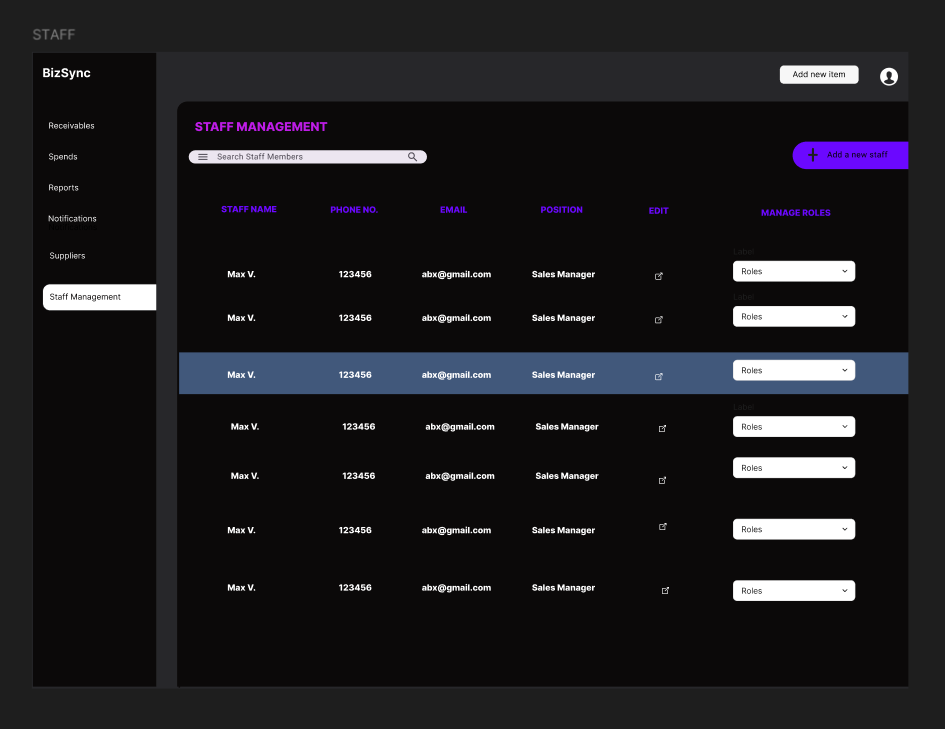 STAFF
BizSync
Add new item
Receivables
Spends
Reports
Notifications
Notifications
Suppliers
Staff Management
STAFF MANAGEMENT
Search Staff Members
Add a new staff
STAFF NAME PHONE NO. EMAIL POSITION EDIT MANAGE ROLES
Label
Max V. 123456 abx@gmail.com Sales Manager Roles
Label
Max V. 123456 abx@gmail.com Sales Manager Roles
Max V. 123456 abx@gmail.com Sales Manager Roles
Label
Max V. 123456 abx@gmail.com Sales Manager Roles
Max V. 123456 abx@gmail.com Sales Manager Roles
Max V. 123456 abx@gmail.com Sales Manager Roles
Max V. 123456 abx@gmail.com Sales Manager Roles